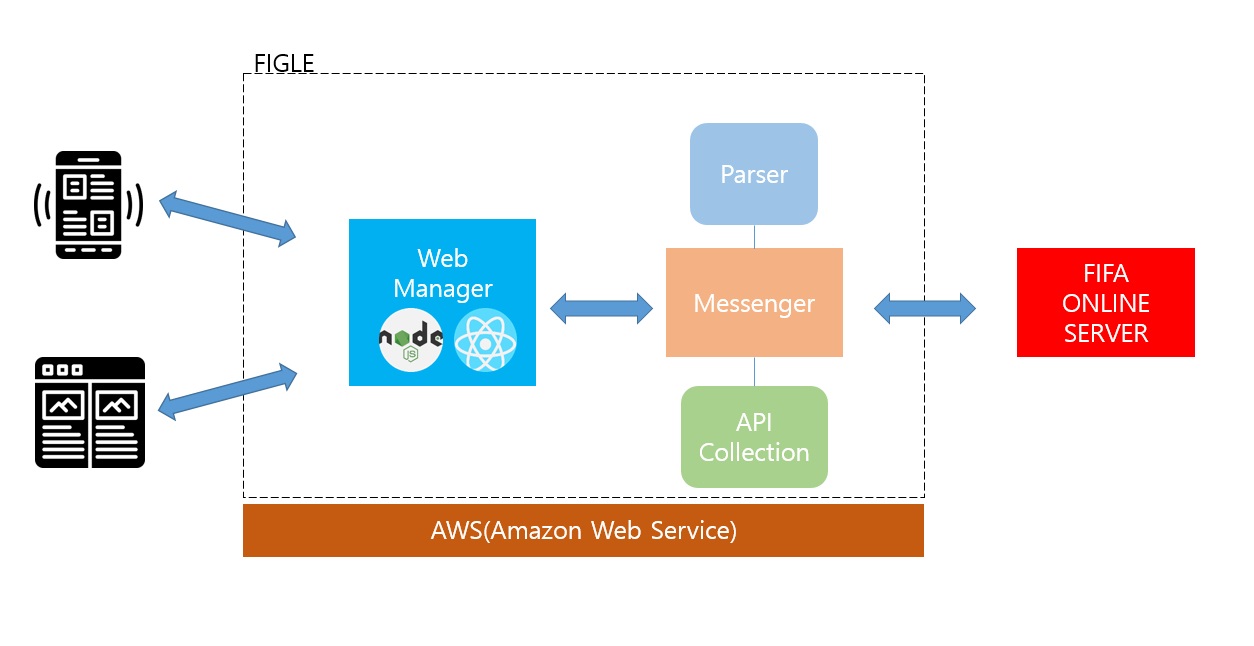 FIGLE
Parser
Web
Manager
node
JS
Messenger
FIFA
ONLINE
SERVER
API
Collection
AWS(Amazon Web Service)